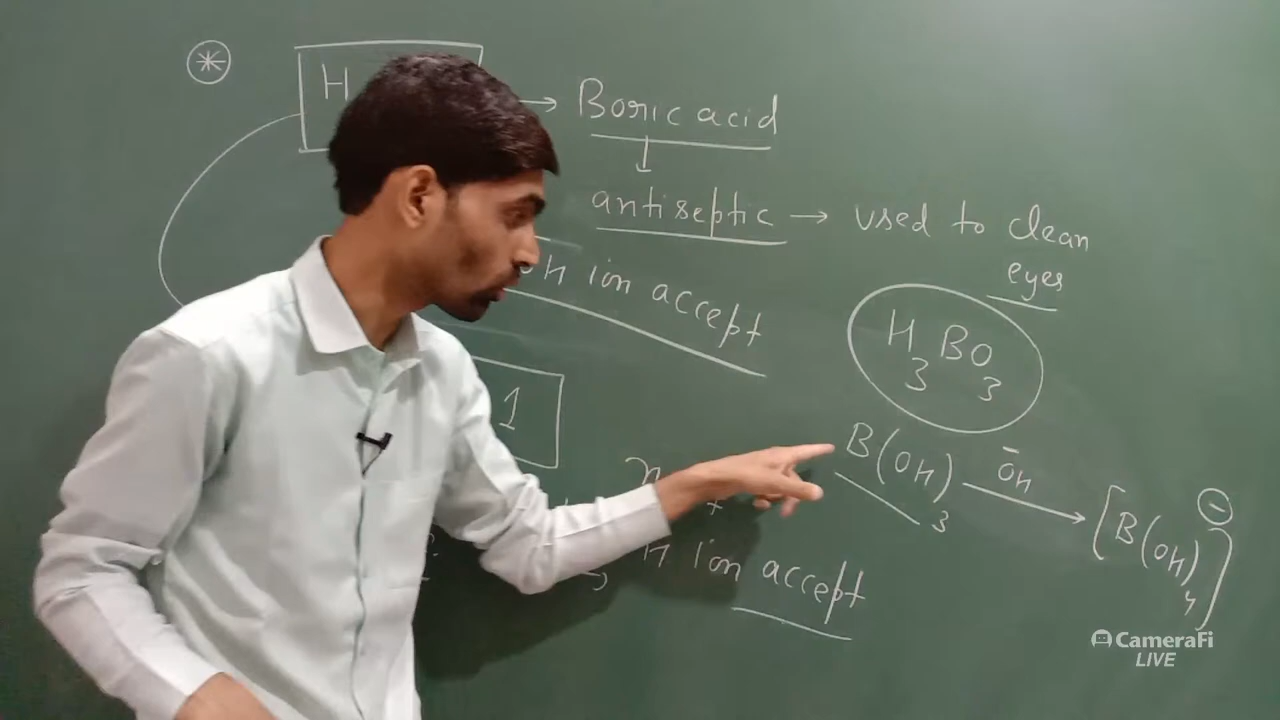 H → Boric acid
antiseptic → used to clean
eyes
OH ion accept
H3BO3
1
B(OH)3 ōH → [B(OH)4]⊖
H+ ion accept
CameraFi
LIVE